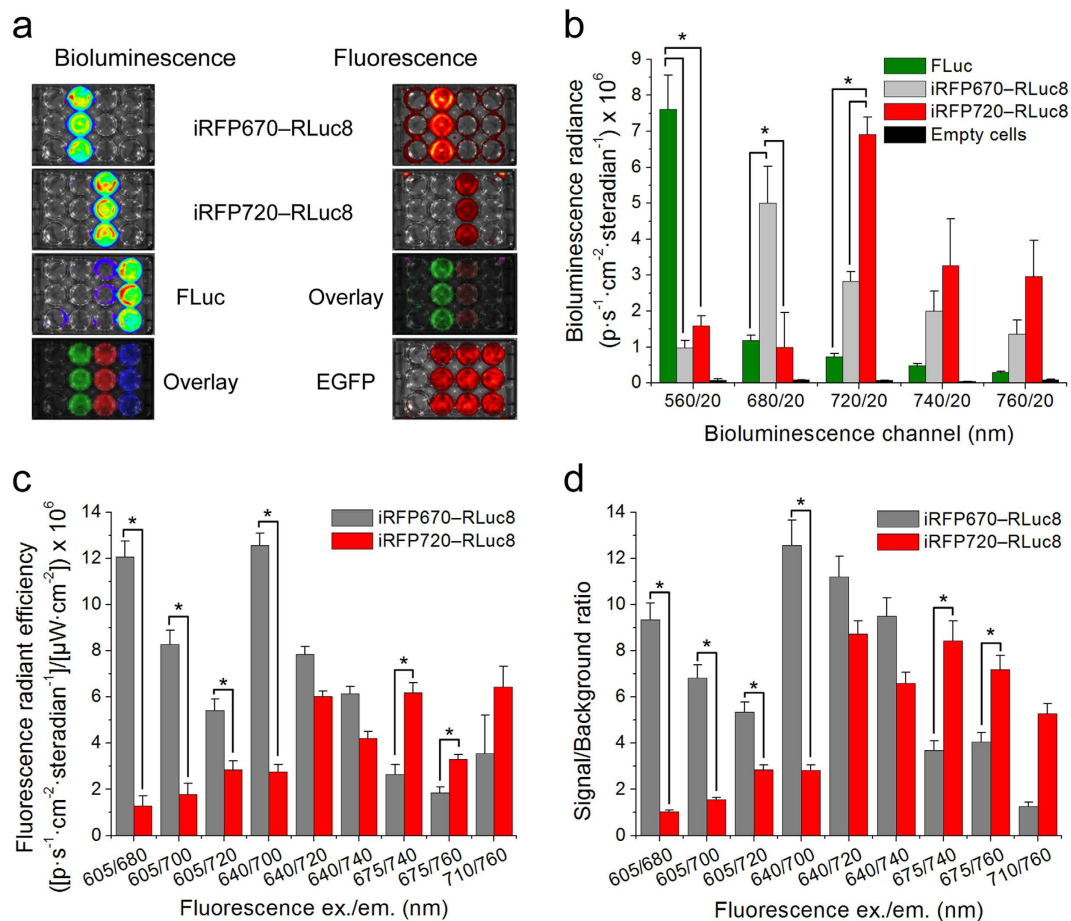 a
Bioluminescence
Fluorescence
iRFP670–RLuc8
iRFP720–RLuc8
FLuc
Overlay
Overlay
EGFP
b
Bioluminescence radiance
(p·s⁻¹·cm⁻²·steradian⁻¹) x 10⁶
9
8
7
6
5
4
3
2
1
0
* * *
FLuc
iRFP670–RLuc8
iRFP720–RLuc8
Empty cells
560/20 680/20 720/20 740/20 760/20
Bioluminescence channel (nm)
c
Fluorescence radiant efficiency
([p·s⁻¹·cm⁻²·steradian⁻¹]/[µW·cm⁻²]) x 10⁶
14
12
10
8
6
4
2
0
* * * * * *
iRFP670–RLuc8
iRFP720–RLuc8
605/680 605/700 605/720 640/700 640/720 640/740 675/740 675/760 710/760
Fluorescence ex./em. (nm)
d
Signal/Background ratio
14
12
10
8
6
4
2
0
* * * * * *
iRFP670–RLuc8
iRFP720–RLuc8
605/680 605/700 605/720 640/700 640/720 640/740 675/740 675/760 710/760
Fluorescence ex./em. (nm)